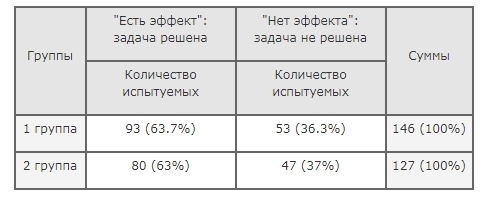 Группы
"Есть эффект":
задача решена
"Нет эффекта":
задача не решена
Суммы
Количество
испытуемых
Количество
испытуемых
1 группа
93 (63.7%)
53 (36.3%)
146 (100%)
2 группа
80 (63%)
47 (37%)
127 (100%)